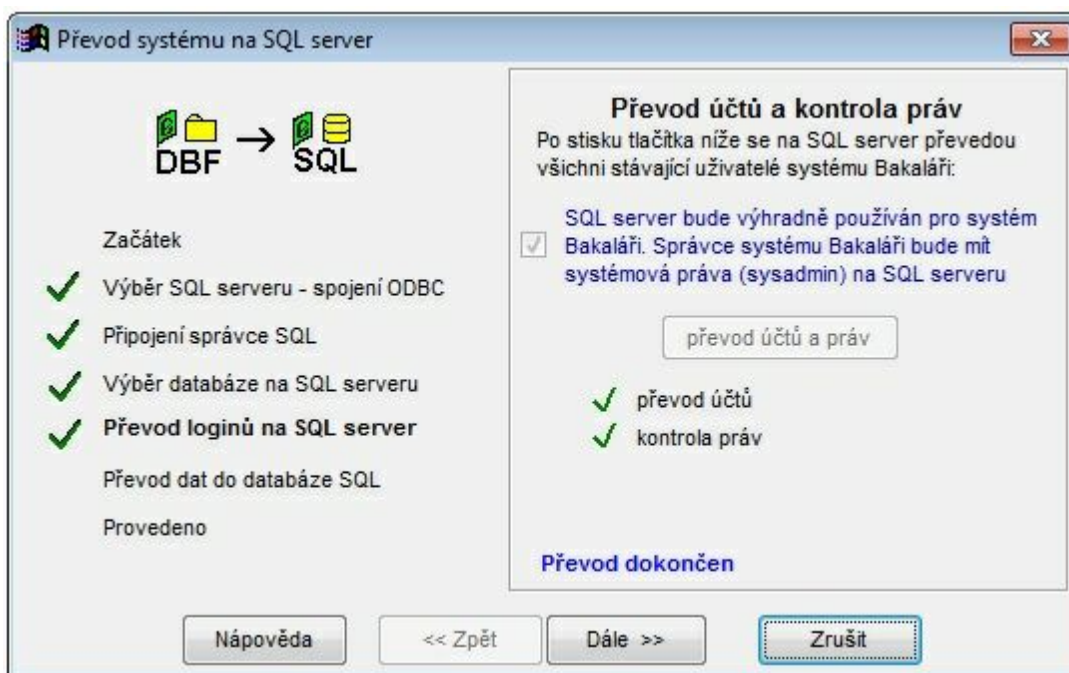 Převod systému na SQL server
DBF
SQL
Začátek
Výběr SQL serveru - spojení ODBC
Připojení správce SQL
Výběr databáze na SQL serveru
Převod loginů na SQL server
Převod dat do databáze SQL
Provedeno
Převod účtů a kontrola práv
Po stisku tlačítka níže se na SQL server převedou
všichni stávající uživatelé systému Bakaláři:
SQL server bude výhradně používán pro systém
Bakaláři. Správce systému Bakaláři bude mít
systémová práva (sysadmin) na SQL serveru
převod účtů a práv
převod účtů
kontrola práv
Převod dokončen
Nápověda
<< Zpět
Dále >>
Zrušit